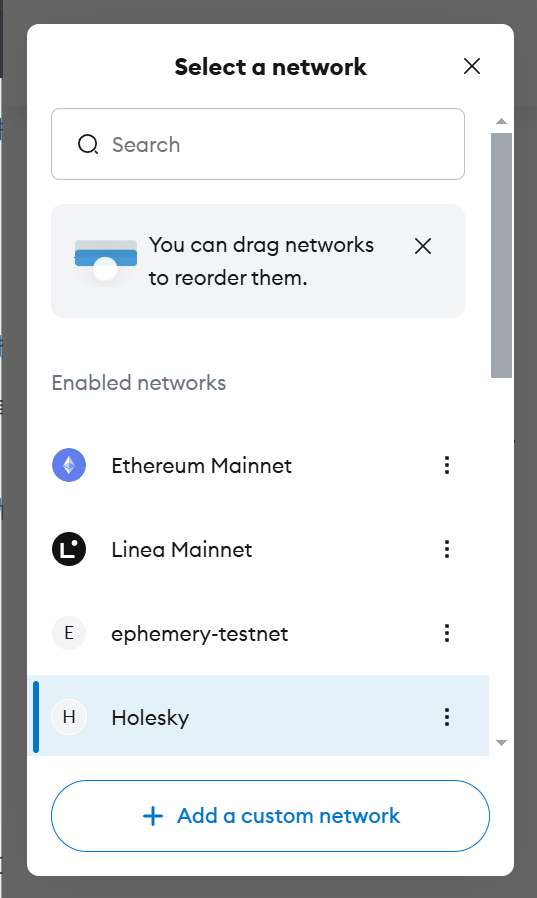 Select a network
Search
You can drag networks
to reorder them.
Enabled networks
Ethereum Mainnet
L Linea Mainnet
E ephemery-testnet
H Holesky
+ Add a custom network